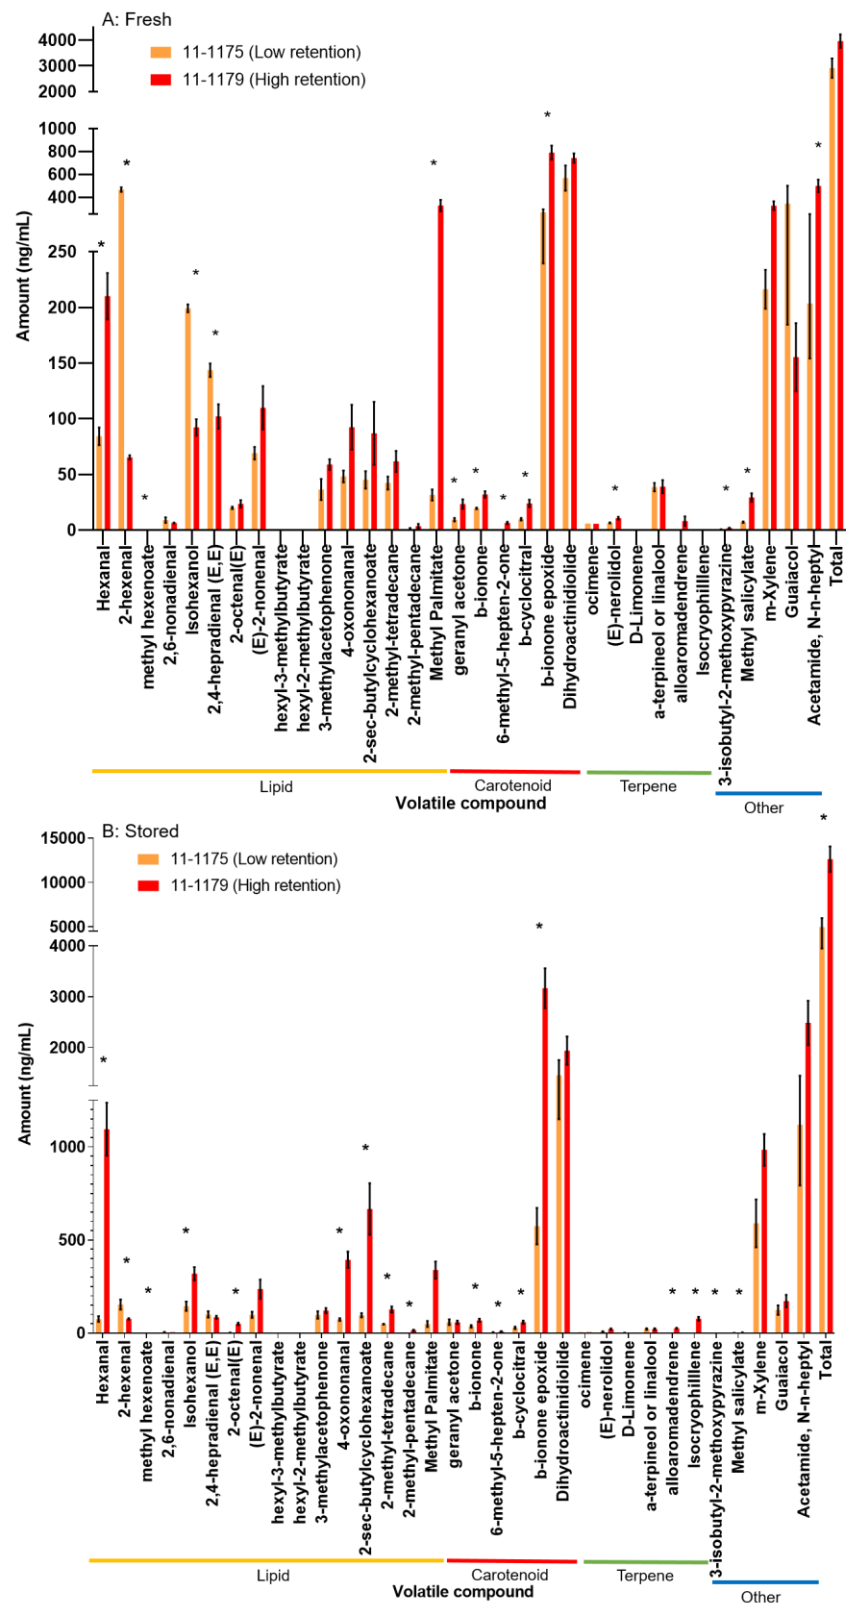 A: Fresh
11-1175 (Low retention)
11-1179 (High retention)
Amount (ng/mL)
4000
3000
2000
1000
800
600
400
250
200
150
100
50
0
* * * * * * * * * * * * * * * * *
Hexanal
2-hexenal
methyl hexenoate
2,6-nonadienal
Isohexanol
2,4-hepradienal (E,E)
2-octenal(E)
(E)-2-nonenal
hexyl-3-methylbutyrate
hexyl-2-methylbutyrate
3-methylacetophenone
4-oxononanal
2-sec-butylcyclohexanoate
2-methyl-tetradecane
2-methyl-pentadecane
Methyl Palmitate
geranyl acetone
b-ionone
6-methyl-5-hepten-2-one
b-cyclocitral
b-ionone epoxide
Dihydroactinidiolide
ocimene
(E)-nerolidol
D-Limonene
a-terpineol or linalool
alloaromadendrene
Isocryophilllene
3-isobutyl-2-methoxypyrazine
Methyl salicylate
m-Xylene
Guaiacol
Acetamide, N-n-heptyl
Total
Lipid
Carotenoid
Terpene
Other
Volatile compound
B: Stored
11-1175 (Low retention)
11-1179 (High retention)
Amount (ng/mL)
15000
10000
5000
4000
3000
2000
1000
500
0
* * * * * * * * * * * * * * * * * *
Hexanal
2-hexenal
methyl hexenoate
2,6-nonadienal
Isohexanol
2,4-hepradienal (E,E)
2-octenal(E)
(E)-2-nonenal
hexyl-3-methylbutyrate
hexyl-2-methylbutyrate
3-methylacetophenone
4-oxononanal
2-sec-butylcyclohexanoate
2-methyl-tetradecane
2-methyl-pentadecane
Methyl Palmitate
geranyl acetone
b-ionone
6-methyl-5-hepten-2-one
b-cyclocitral
b-ionone epoxide
Dihydroactinidiolide
ocimene
(E)-nerolidol
D-Limonene
a-terpineol or linalool
alloaromadendrene
Isocryophilllene
3-isobutyl-2-methoxypyrazine
Methyl salicylate
m-Xylene
Guaiacol
Acetamide, N-n-heptyl
Total
Lipid
Carotenoid
Terpene
Other
Volatile compound